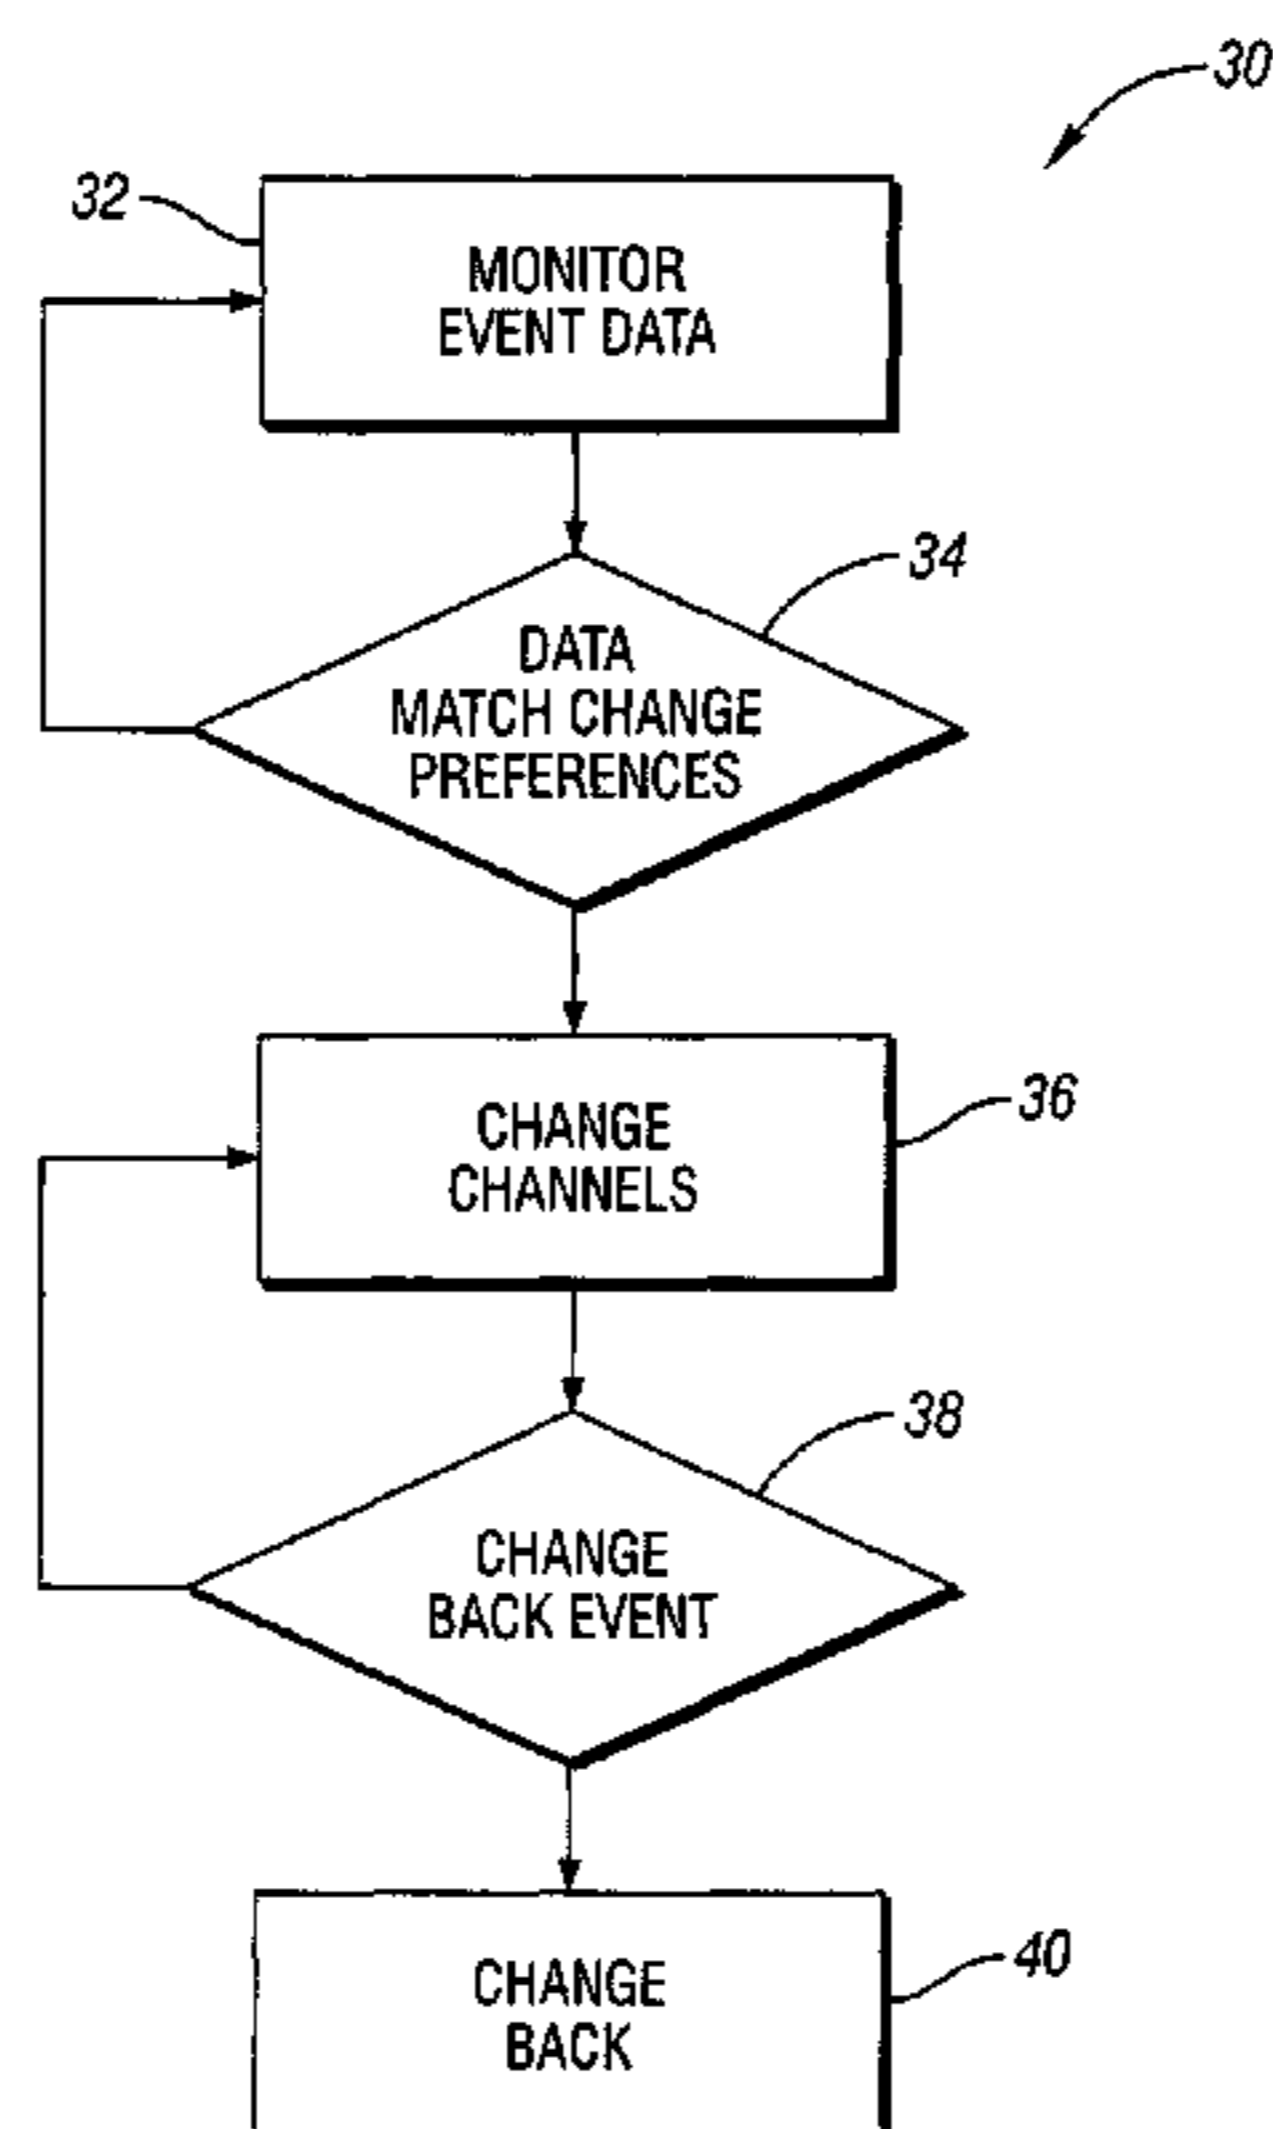 30
32
MONITOR
EVENT DATA
34
DATA
MATCH CHANGE
PREFERENCES
36
CHANGE
CHANNELS
38
CHANGE
BACK EVENT
40
CHANGE
BACK